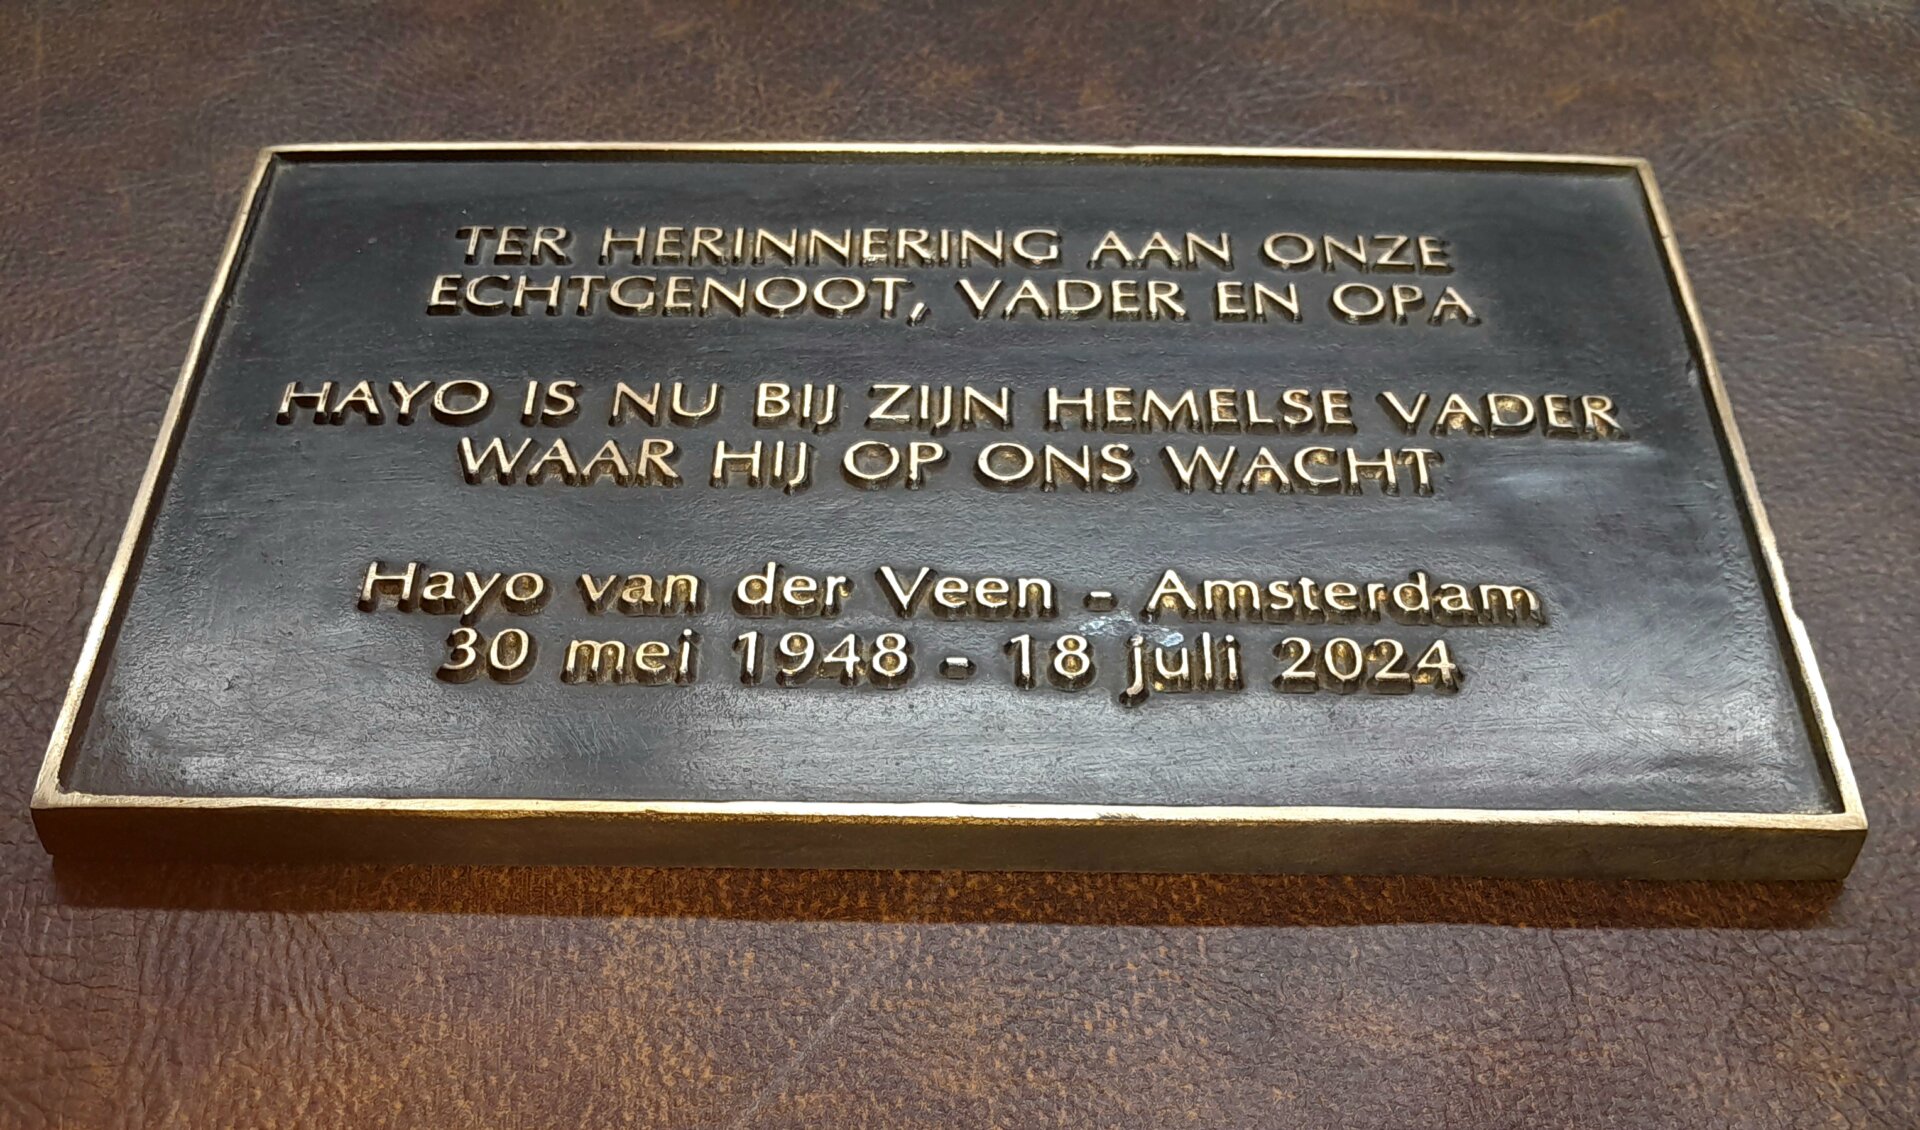 TER HERINNERING AAN ONZE
ECHTGENOOT, VADER EN OPA
HAYO IS NU BIJ ZIJN HEMELSE VADER
WAAR HIJ OP ONS WACHT
Hayo van der Veen - Amsterdam
30 mei 1948 - 18 juli 2024